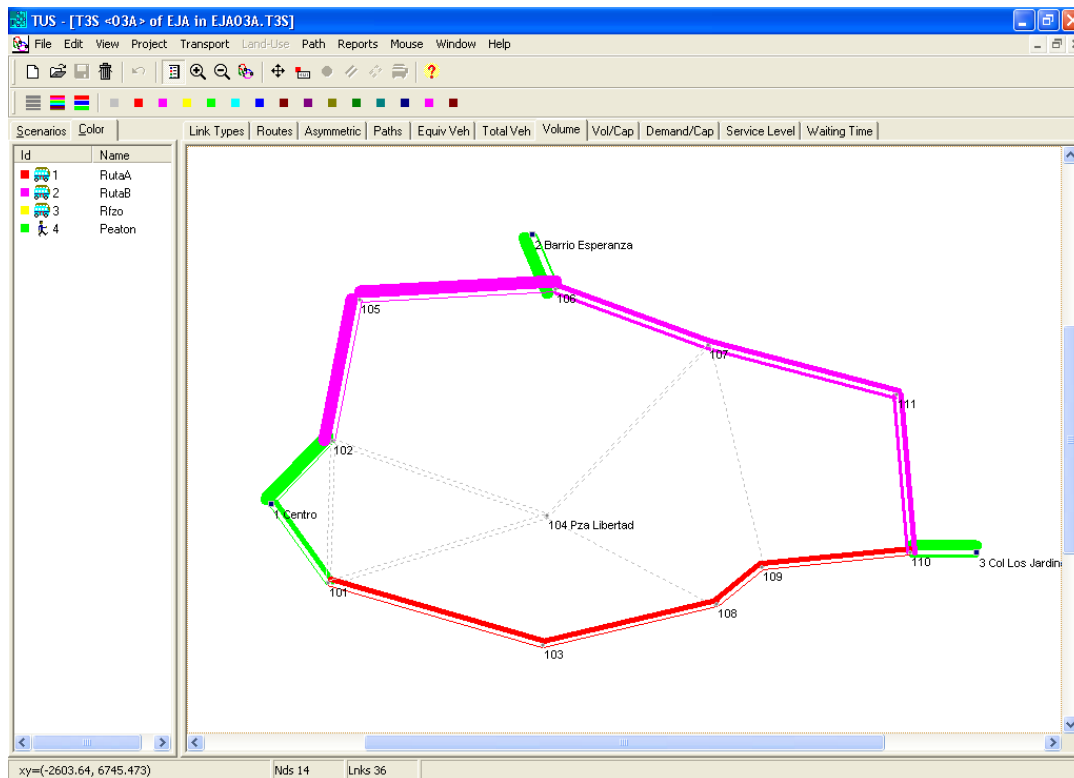 TUS - [T3S <O3A> of EJA in EJAO3A.T3S]
File Edit View Project Transport Land-Use Path Reports Mouse Window Help
Scenarios Color
Link Types Routes Asymmetric Paths Equiv Veh Total Veh Volume Vol/Cap Demand/Cap Service Level Waiting Time
Id Name
1 RutaA
2 RutaB
3 Rfzo
4 Peaton
2 Barrio Esperanza
106
105
107
111
102
1 Centro
104 Pza Libertad
110
3 Col Los Jardin
109
101
108
103
xy=(-2603.64, 6745.473) Nds 14 Lnks 36